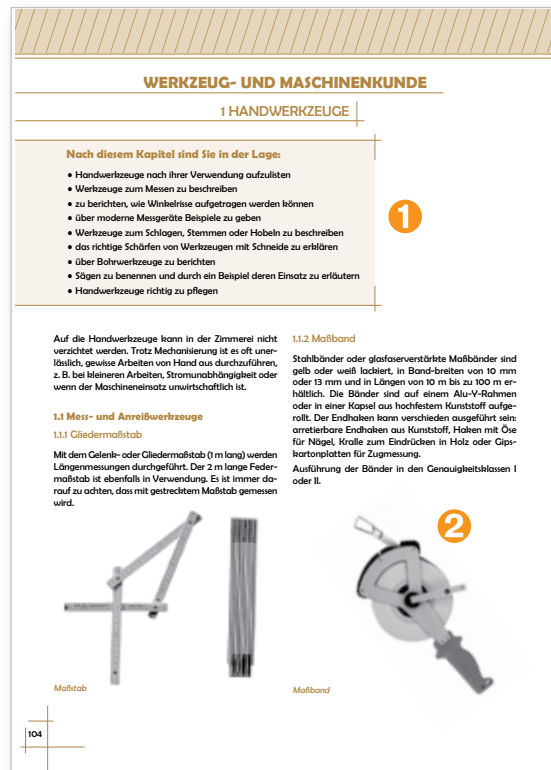 WERKZEUG- UND MASCHINENKUNDE
1 HANDWERKZEUGE
Nach diesem Kapitel sind Sie in der Lage:
• Handwerkzeuge nach ihrer Verwendung aufzulisten
• Werkzeuge zum Messen zu beschreiben
• zu berichten, wie Winkelrisse aufgetragen werden können
• über moderne Messgeräte Beispiele zu geben
• Werkzeuge zum Schlagen, Stemmen oder Hobeln zu beschreiben
• das richtige Schärfen von Werkzeugen mit Schneide zu erklären
• über Bohrwerkzeuge zu berichten
• Sägen zu benennen und durch ein Beispiel deren Einsatz zu erläutern
• Handwerkzeuge richtig zu pflegen
1
Auf die Handwerkzeuge kann in der Zimmerei nicht
verzichtet werden. Trotz Mechanisierung ist es oft uner-
lässlich, gewisse Arbeiten von Hand aus durchzuführen,
z. B. bei kleineren Arbeiten, Stromunabhängigkeit oder
wenn der Maschineneinsatz unwirtschaftlich ist.
1.1 Mess- und Anreißwerkzeuge
1.1.1 Gliedermaßstab
Mit dem Gelenk- oder Gliedermaßstab (1 m lang) werden
Längenmessungen durchgeführt. Der 2 m lange Feder-
maßstab ist ebenfalls in Verwendung. Es ist immer da-
rauf zu achten, dass mit gestrecktem Maßstab gemessen
wird.
Maßstab
1.1.2 Maßband
Stahlbänder oder glasfaserverstärkte Maßbänder sind
gelb oder weiß lackiert, in Band-breiten von 10 mm
oder 13 mm und in Längen von 10 m bis zu 100 m er-
hältlich. Die Bänder sind auf einem Alu-Y-Rahmen
oder in einer Kapsel aus hochfestem Kunststoff aufge-
rollt. Der Endhaken kann verschieden ausgeführt sein:
arretierbare Endhaken aus Kunststoff, Haken mit Öse
für Nägel, Kralle zum Eindrücken in Holz oder Gips-
kartonplatten für Zugmessung.
Ausführung der Bänder in den Genauigkeitsklassen I
oder II.
2
Maßband
104